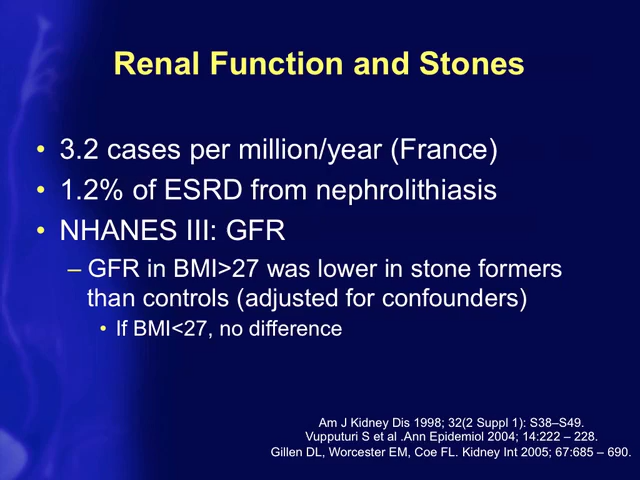 Renal Function and Stones
• 3.2 cases per million/year (France)
• 1.2% of ESRD from nephrolithiasis
• NHANES III: GFR
– GFR in BMI>27 was lower in stone formers
than controls (adjusted for confounders)
• If BMI<27, no difference
Am J Kidney Dis 1998; 32(2 Suppl 1): S38–S49.
Vupputuri S et al .Ann Epidemiol 2004; 14:222 – 228.
Gillen DL, Worcester EM, Coe FL. Kidney Int 2005; 67:685 – 690.